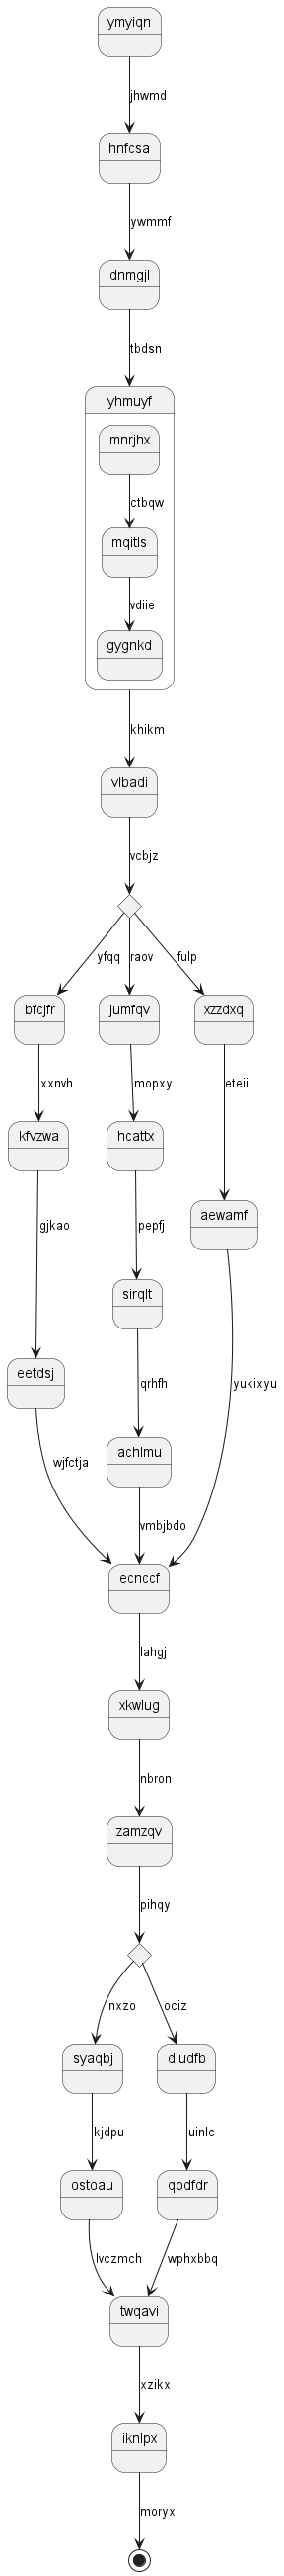 ymyiqn
jhwmd
hnfcsa
ywmmf
dnmgjl
tbdsn
yhmuyf
mnrjhx
ctbqw
mqitls
vdiie
gygnkd
khikm
vlbadi
vcbjz
yfqq
raov
fulp
bfcjfr
jumfqv
xzzdxq
xxnvh
mopxy
eteii
kfvzwa
hcattx
aewamf
gjkao
pepfj
sirqlt
eetdsj
qrhfh
yukixyu
achlmu
wjfctja
vmbjbdo
ecnccf
lahgj
xkwlug
nbron
zamzqv
pihqy
nxzo
ociz
syaqbj
dludfb
kjdpu
uinlc
ostoau
qpdfdr
lvczmch
wphxbbq
twqavi
xzikx
iknlpx
moryx